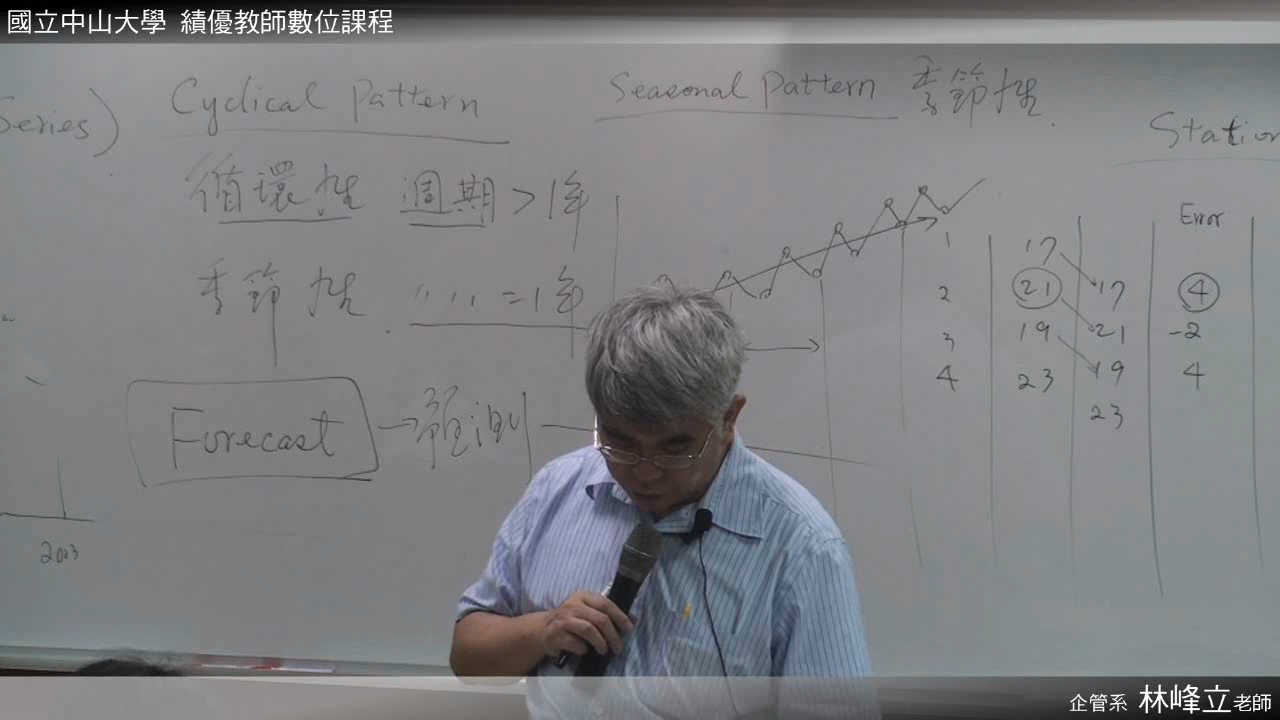 國立中山大學 績優教師數位課程
Series)
Cyclical Pattern
循環性 週期>1年
季節性 〃〃〃=1年
Forecast → 預測
2003
Seasonal Pattern 季節性
Station
Error
1 17
2 21 17 4
3 19 21 -2
4 23 19 4
23
企管系 林峰立老師